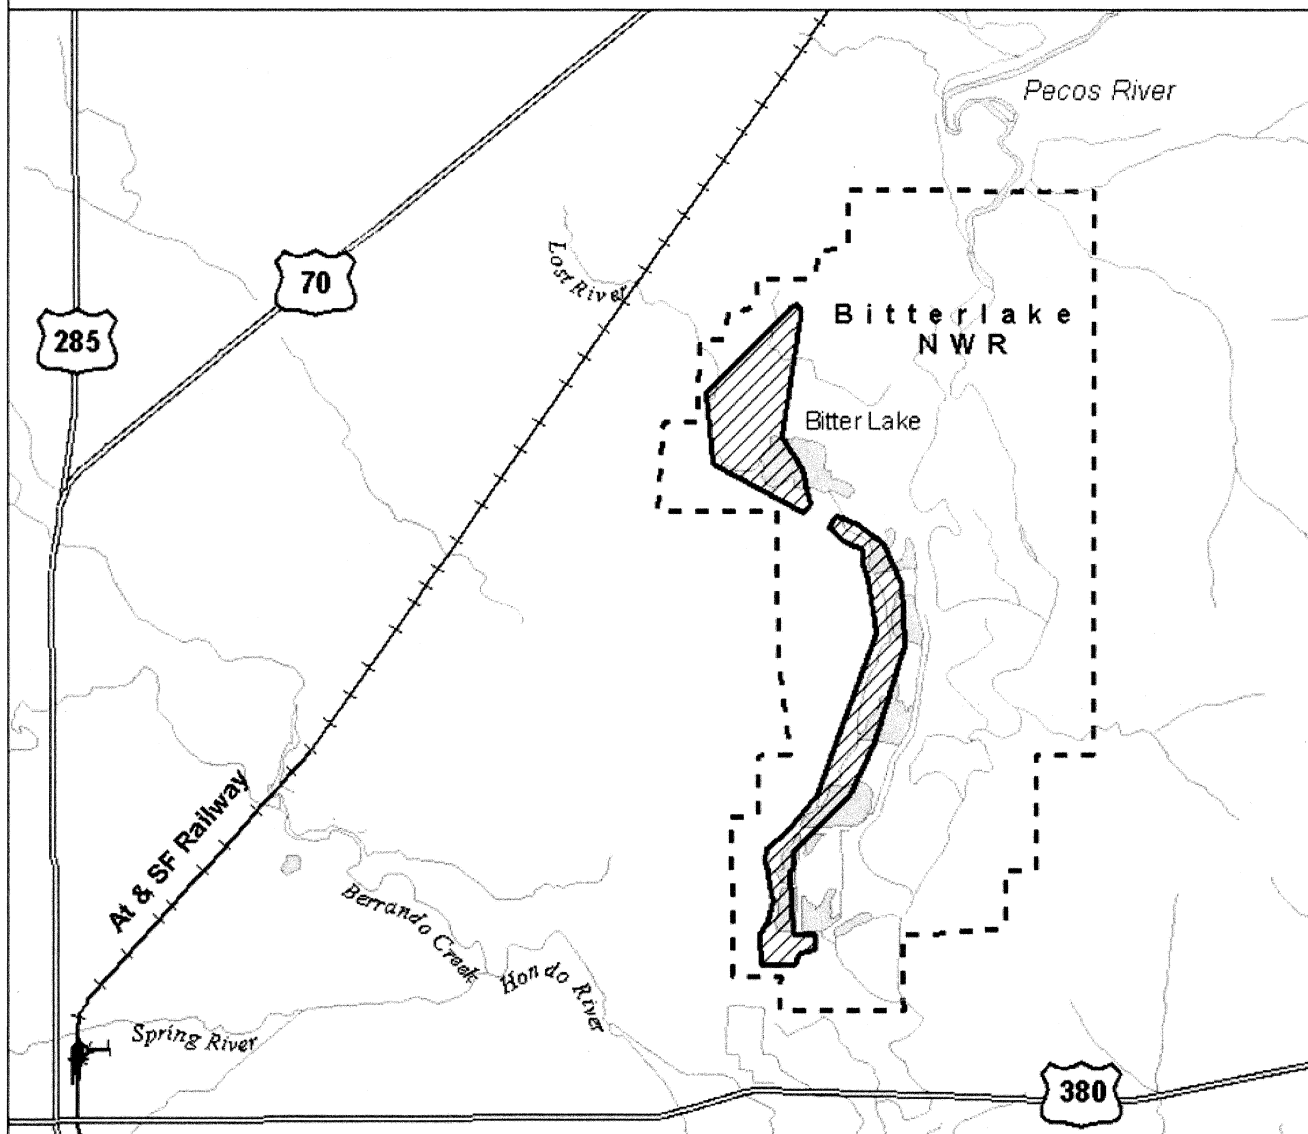 Pecos River
Lost River
70
285
Bitterlake
NWR
Bitter Lake
At & SF Railway
Berrando Creek
Hondo River
Spring River
380